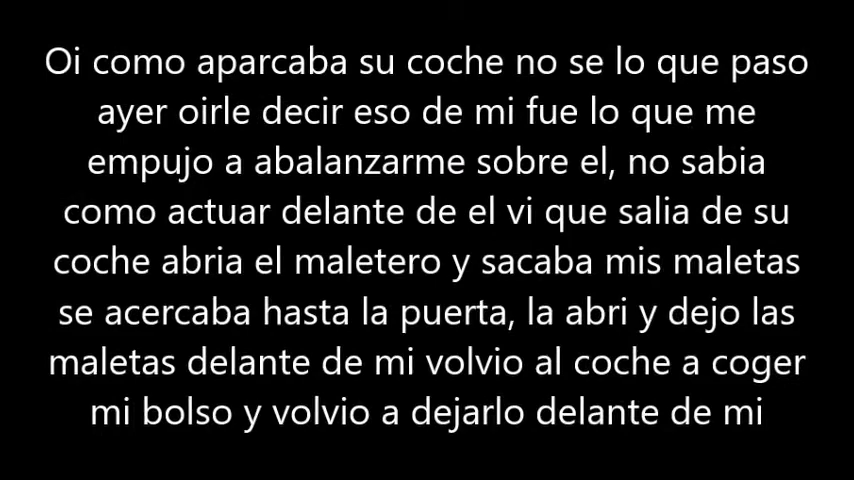 Oi como aparcaba su coche no se lo que paso
ayer oirle decir eso de mi fue lo que me
empujo a abalanzarme sobre el, no sabia
como actuar delante de el vi que salia de su
coche abria el maletero y sacaba mis maletas
se acercaba hasta la puerta, la abri y dejo las
maletas delante de mi volvio al coche a coger
mi bolso y volvio a dejarlo delante de mi